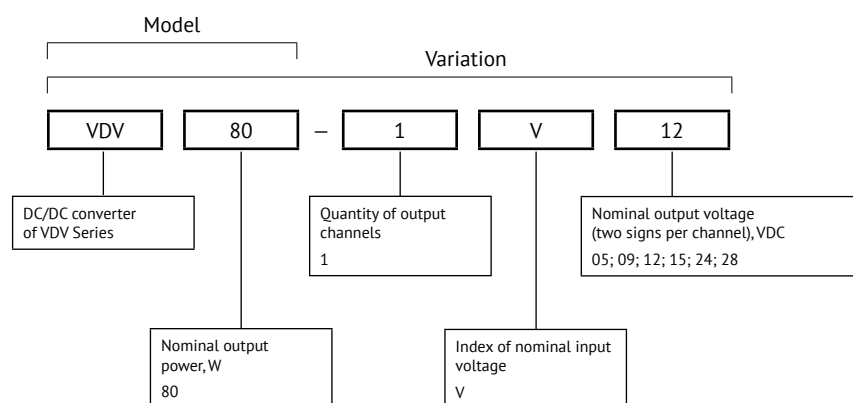 Model
Variation
VDV 80 – 1 V 12
DC/DC converter
of VDV Series
Quantity of output
channels
1
Nominal output voltage
(two signs per channel), VDC
05; 09; 12; 15; 24; 28
Nominal output
power, W
80
Index of nominal input
voltage
V